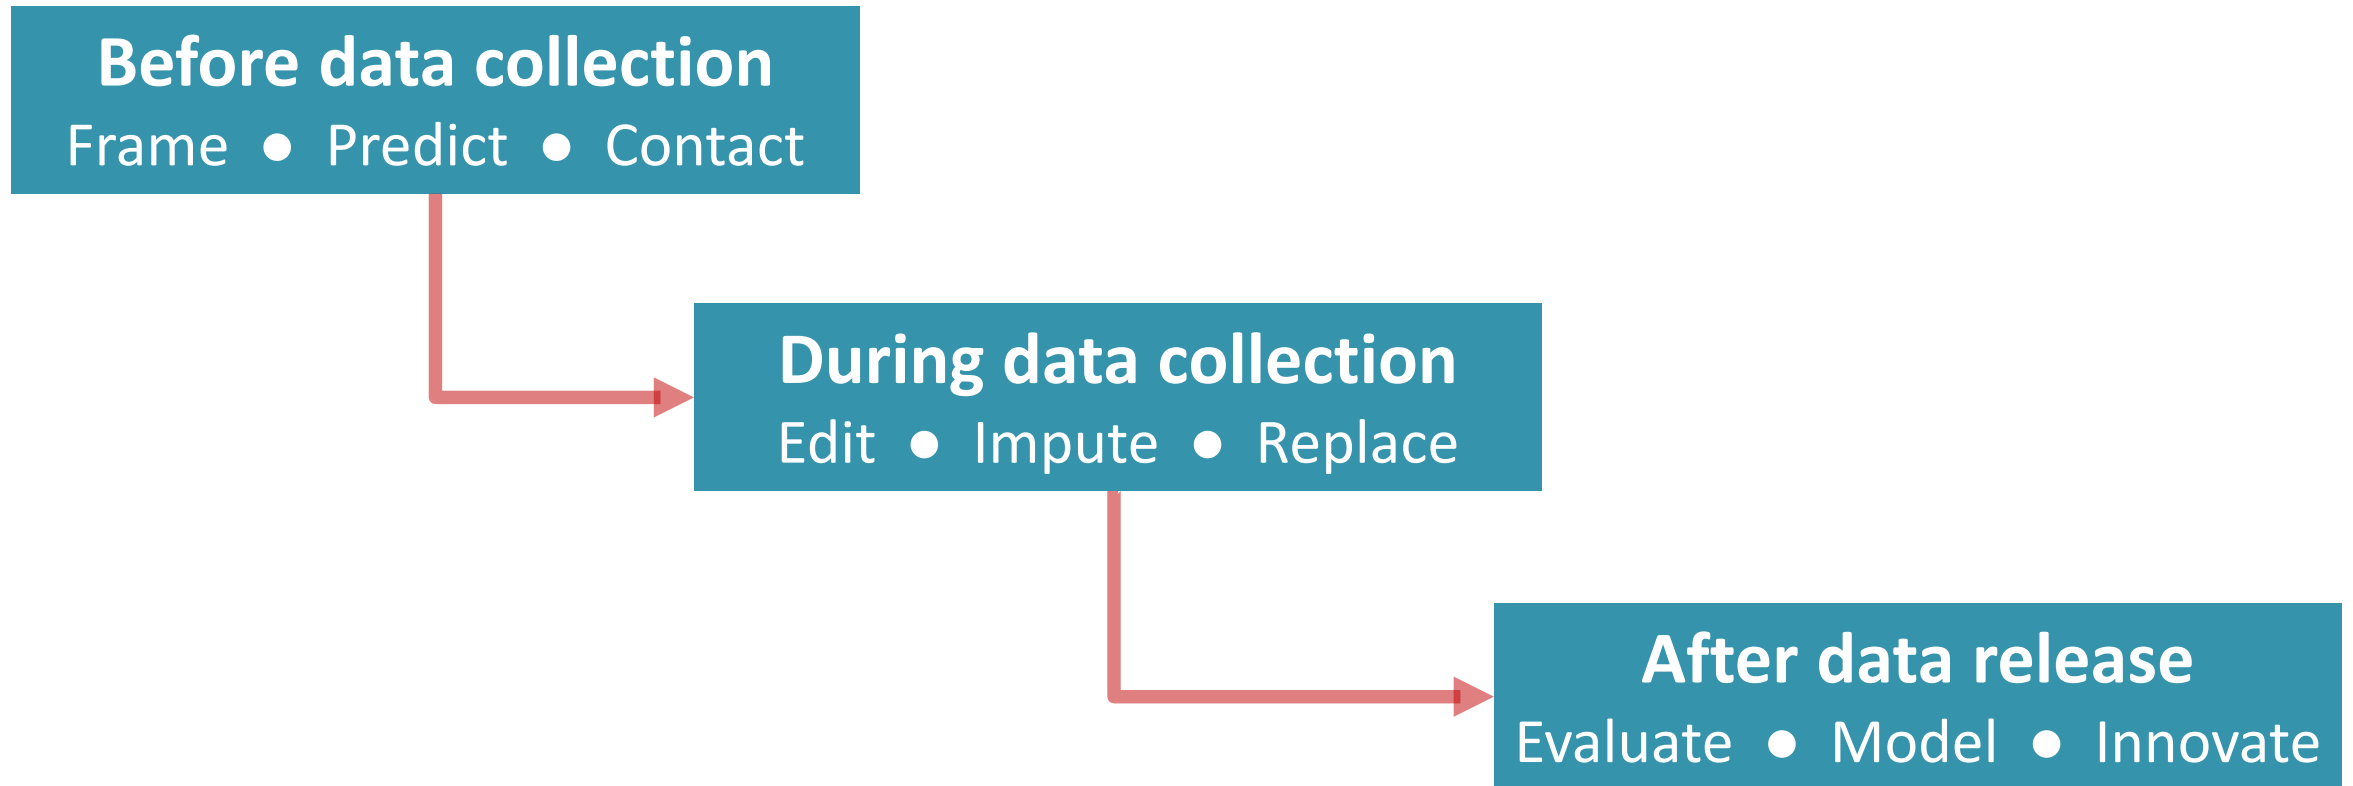 Before data collection
Frame ● Predict ● Contact
During data collection
Edit ● Impute ● Replace
After data release
Evaluate ● Model ● Innovate